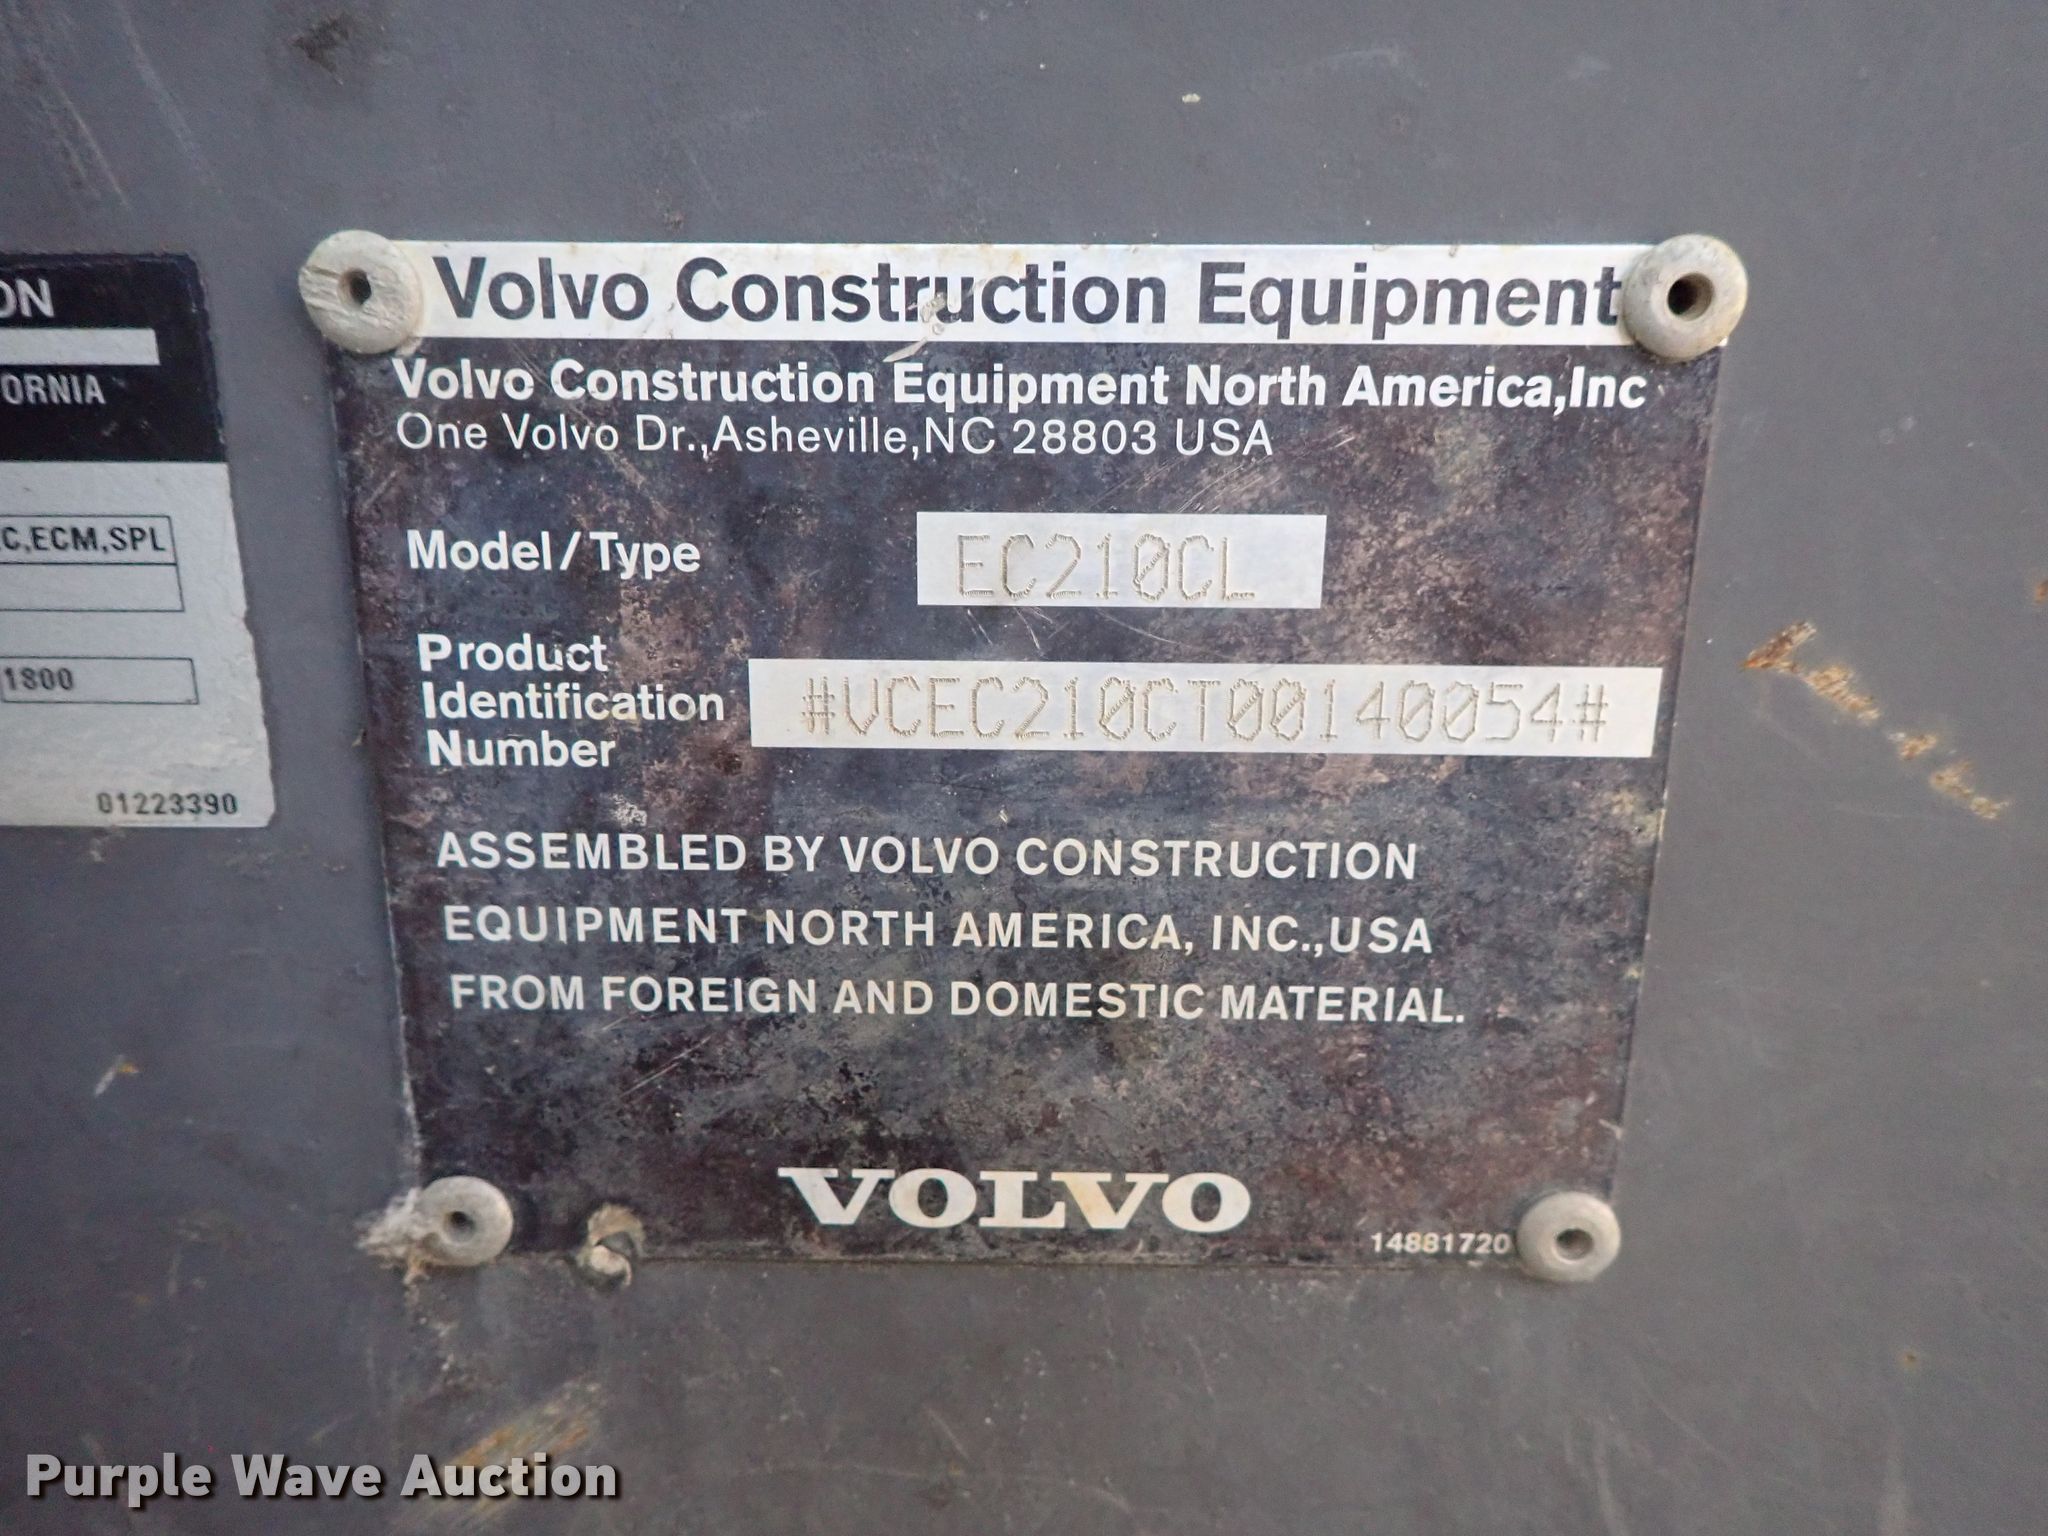 ON
FORNIA
C,ECM,SPL
1800
01223390
Volvo Construction Equipment
Volvo Construction Equipment North America,Inc
One Volvo Dr.,Asheville,NC 28803 USA
Model/Type EC210CL
Product
Identification #VCEC210CT00140054#
Number
ASSEMBLED BY VOLVO CONSTRUCTION
EQUIPMENT NORTH AMERICA, INC.,USA
FROM FOREIGN AND DOMESTIC MATERIAL.
VOLVO
14881720
Purple Wave Auction